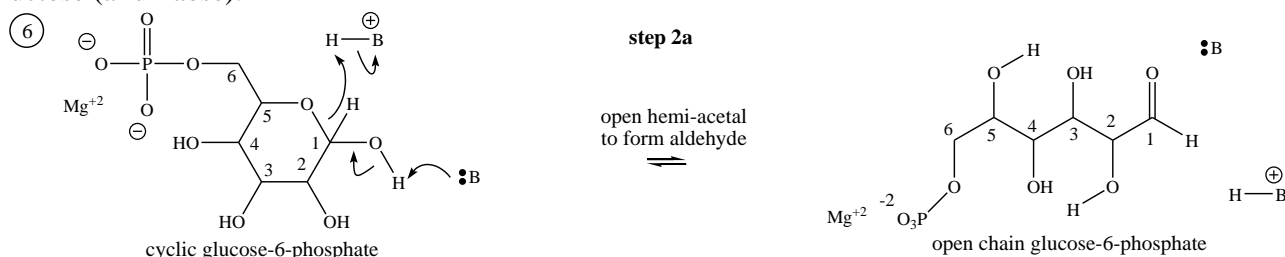 6
step 2a
open hemi-acetal
to form aldehyde
O
H B
⊕
⊖
O P O
6
Mg+2
O
⊖
5 O H
HO 4 1 O
3 2 H
B
HO OH
cyclic glucose-6-phosphate
H B
O OH O
6 5 4 3 2 1 H
O OH O
H
⊕
H B
Mg+2 -2 O3P
open chain glucose-6-phosphate